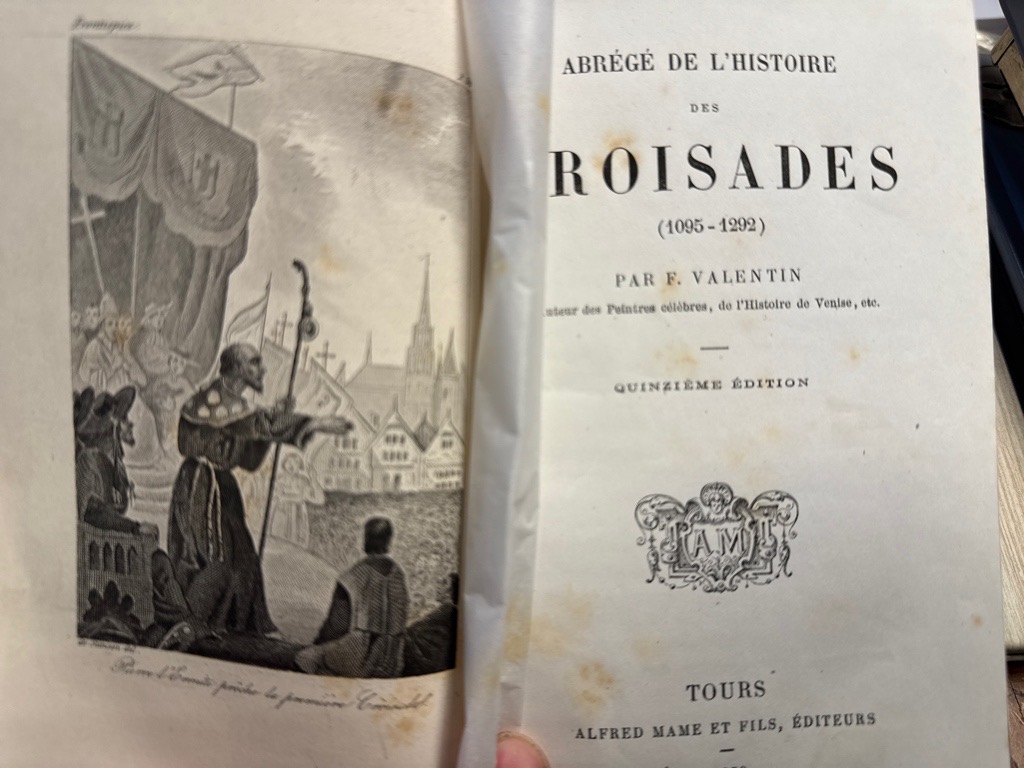 Frontispice
Pierre l'Ermite prêche la première Croisade
ABRÉGÉ DE L'HISTOIRE
DES
ROISADES
(1095-1292)
PAR F. VALENTIN
uteur des Peintres célèbres, de l'Histoire de Venise, etc.
QUINZIÈME ÉDITION
AM
TOURS
ALFRED MAME ET FILS, ÉDITEURS